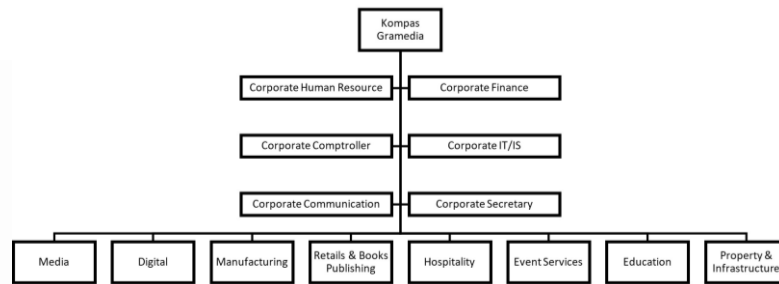 Kompas
Gramedia
Corporate Human Resource
Corporate Finance
Corporate Comptroller
Corporate IT/IS
Corporate Communication
Corporate Secretary
Media
Digital
Manufacturing
Retails & Books
Publishing
Hospitality
Event Services
Education
Property &
Infrastructure